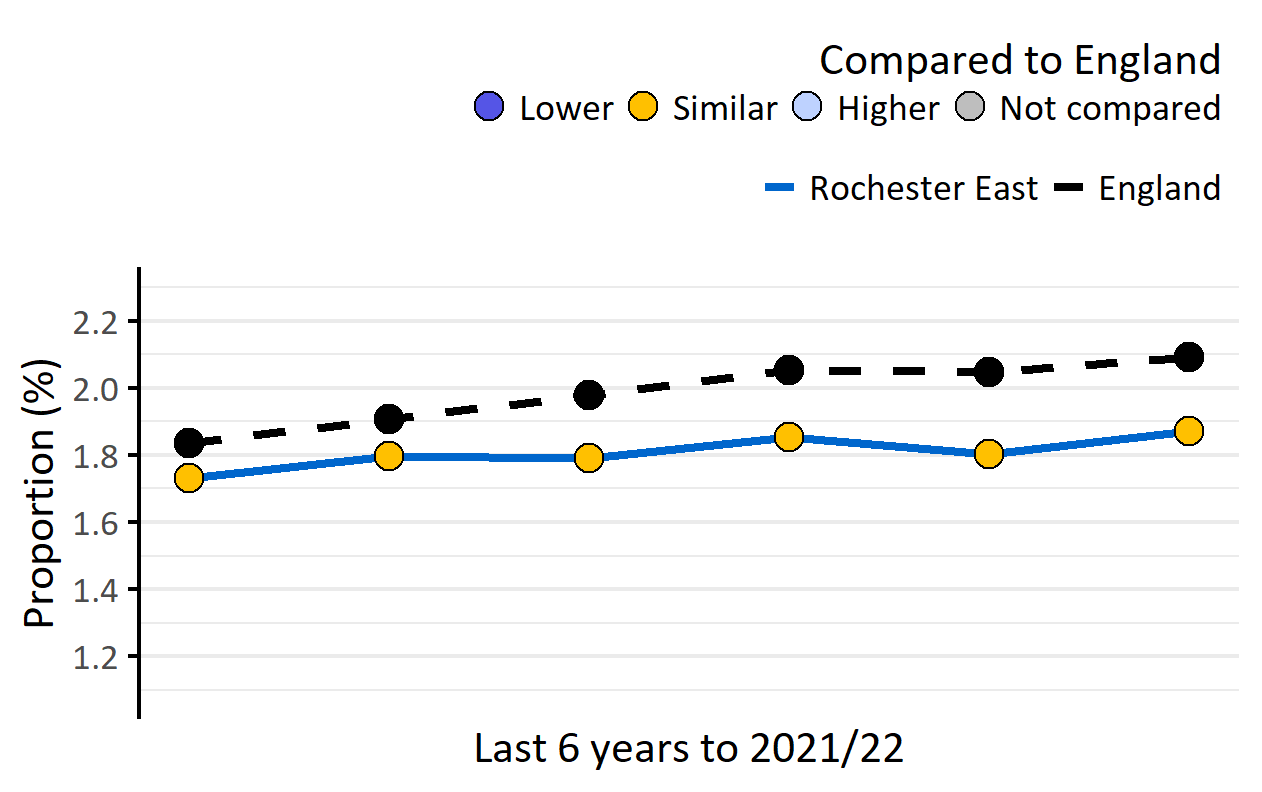 Compared to England
Lower Similar Higher Not compared
Rochester East England
Proportion (%)
2.2
2.0
1.8
1.6
1.4
1.2
Last 6 years to 2021/22